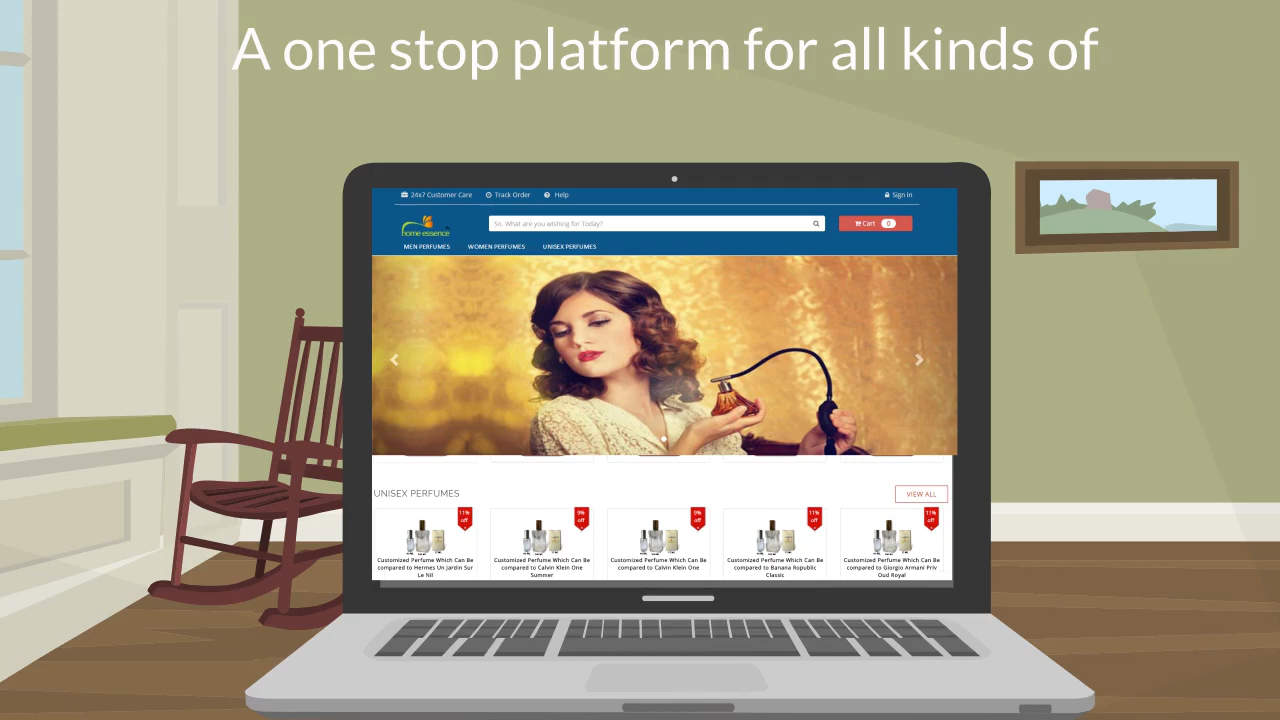 A one stop platform for all kinds of
24x7 Customer Care Track Order Help Sign in
home essence
So, What are you wishing for Today?
Cart 0
MEN PERFUMES WOMEN PERFUMES UNISEX PERFUMES
UNISEX PERFUMES
VIEW ALL
11% off
Customized Perfume Which Can Be
compared to Hermes Un Jardin Sur
Le Nil
9% off
Customized Perfume Which Can Be
compared to Calvin Klein One
Summer
9% off
Customized Perfume Which Can Be
compared to Calvin Klein One
11% off
Customized Perfume Which Can Be
compared to Banana Republic
Classic
11% off
Customized Perfume Which Can Be
compared to Giorgio Armani Priv
Oud Royal